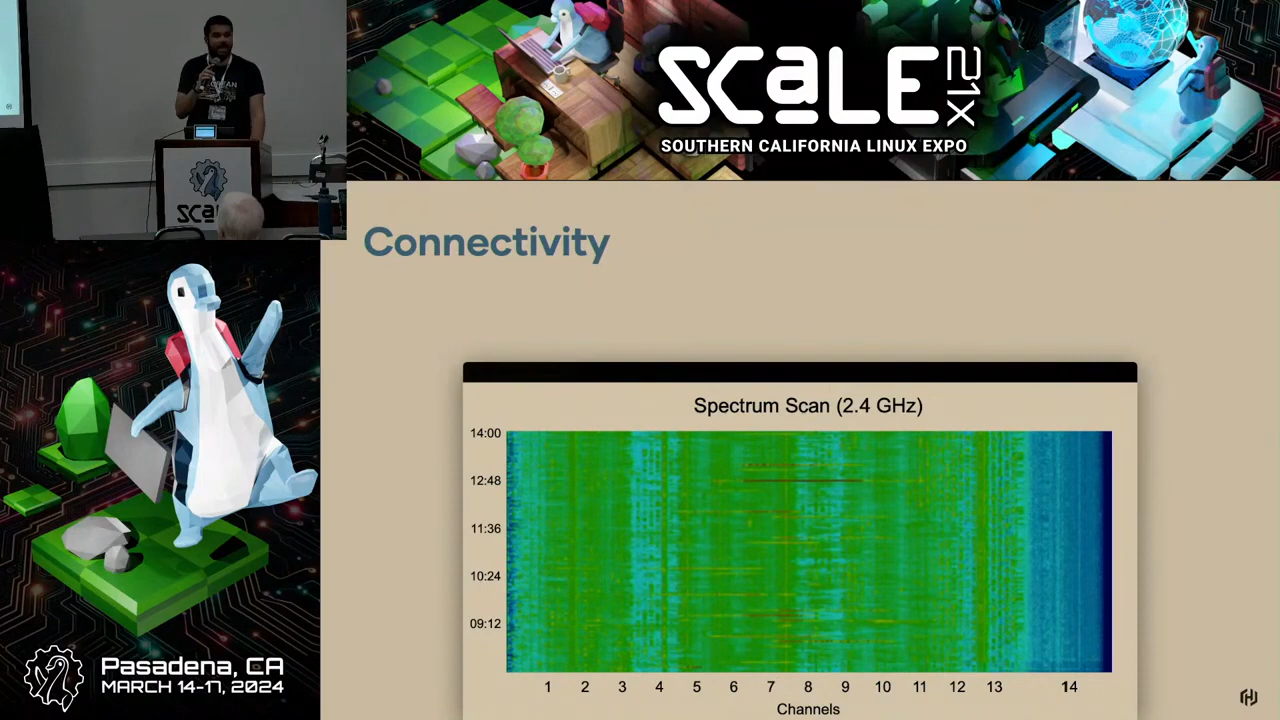 SCaLE 21X
SOUTHERN CALIFORNIA LINUX EXPO
SCa
Connectivity
Spectrum Scan (2.4 GHz)
14:00
12:48
11:36
10:24
09:12
1 2 3 4 5 6 7 8 9 10 11 12 13 14
Channels
Pasadena, CA
MARCH 14-17, 2024